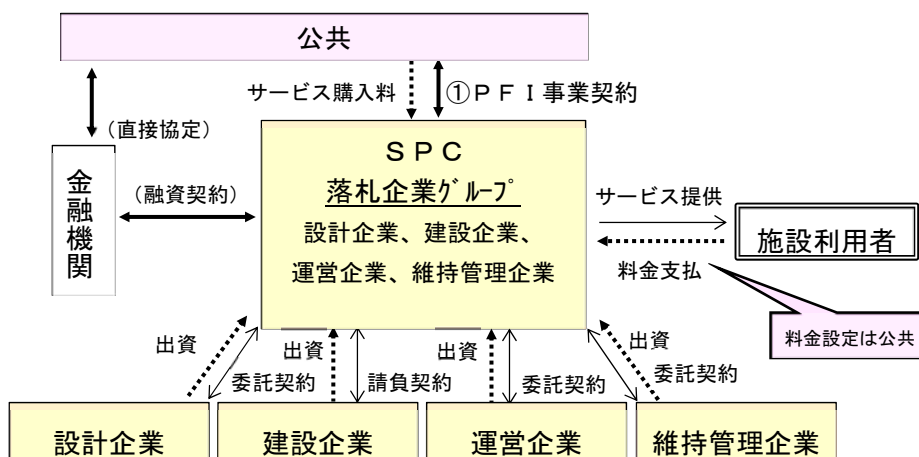 公共
サービス購入料
①ＰＦＩ事業契約
（直接協定）
金融機関
（融資契約）
ＳＰＣ
落札企業ｸﾞﾙｰﾌﾟ
設計企業、建設企業、
運営企業、維持管理企業
サービス提供
料金支払
施設利用者
料金設定は公共
出資
委託契約
出資
請負契約
出資
委託契約
出資
委託契約
設計企業
建設企業
運営企業
維持管理企業